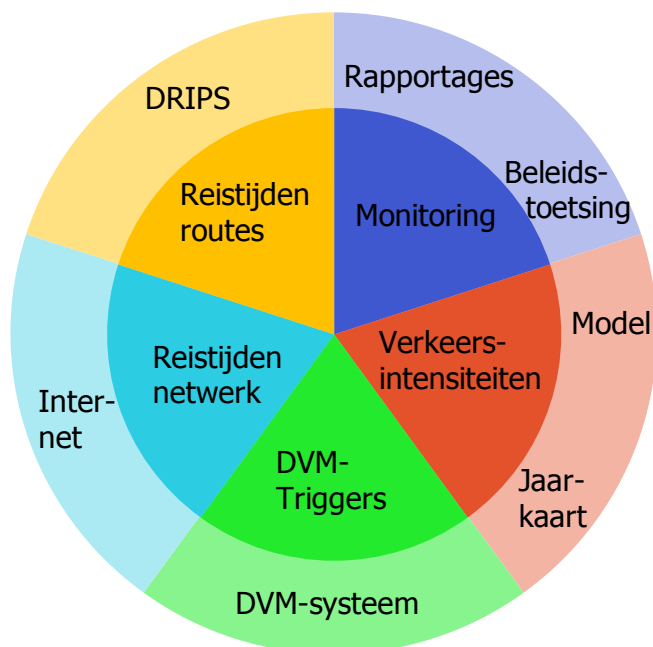 Rapportages
DRIPS
Beleids-
toetsing
Reistijden
routes
Monitoring
Model
Verkeers-
intensiteiten
Reistijden
netwerk
Inter-
net
DVM-
Triggers
Jaar-
kaart
DVM-systeem